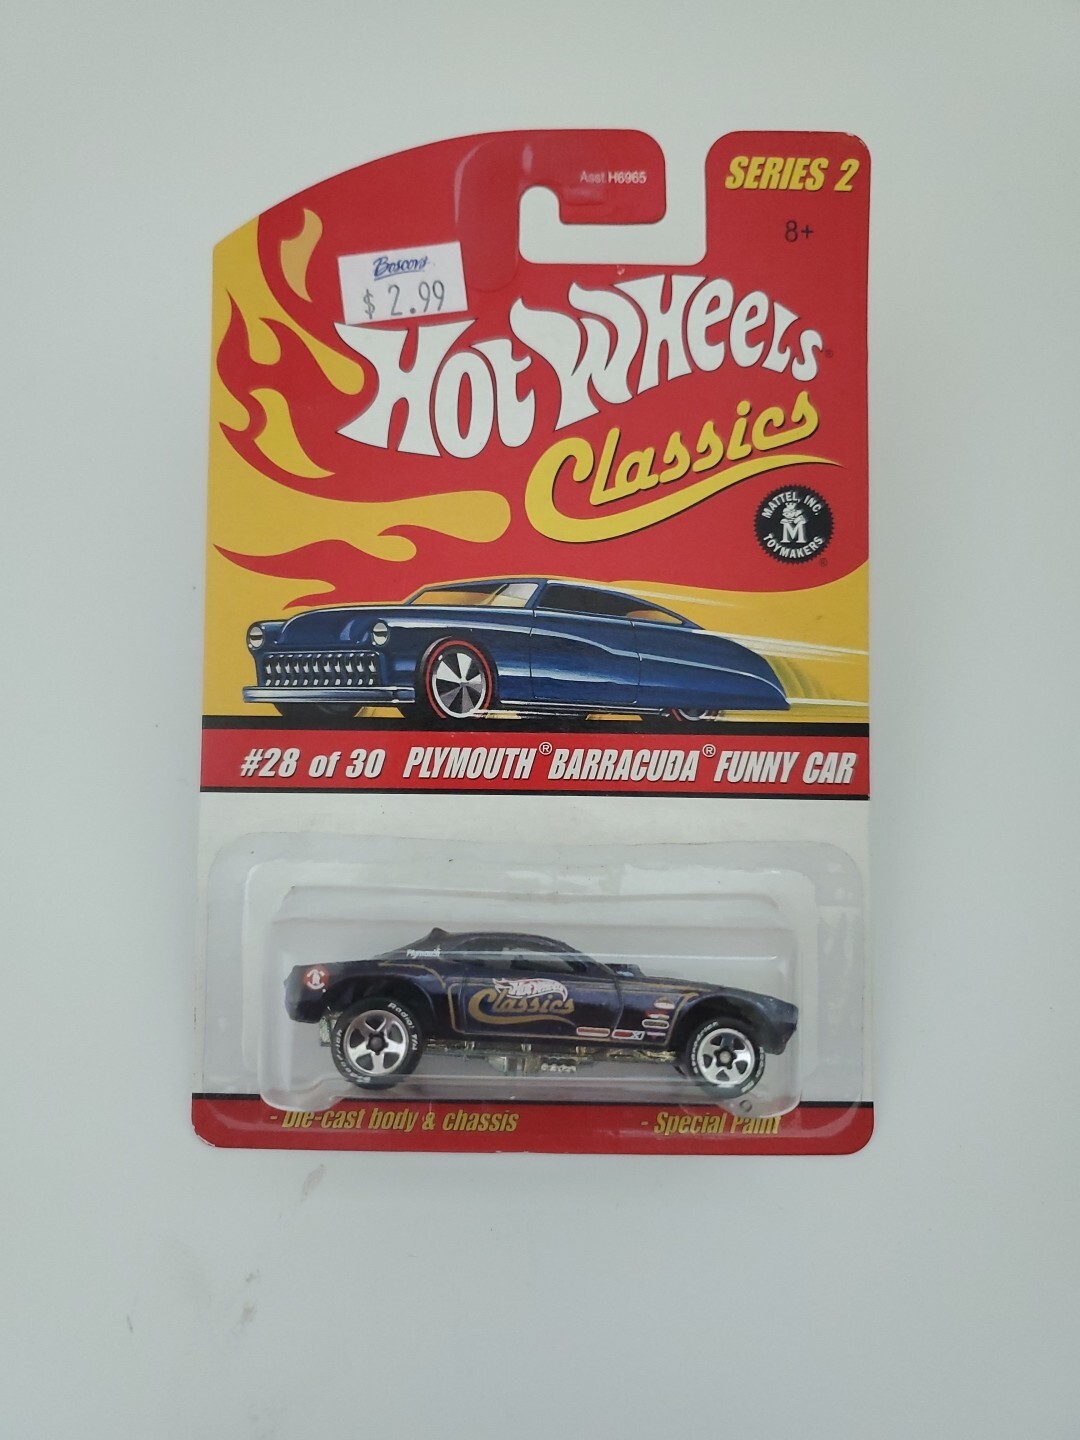 Asst H6965
SERIES 2
8+
Boscov's
$ 2.99
HOT WHEELS®
Classics
MATTEL, INC.
M
TOYMAKERS®
#28 of 30 PLYMOUTH® BARRACUDA® FUNNY CAR
Plymouth
HOT WHEELS
Classics
- Die-cast body & chassis
- Special Paint